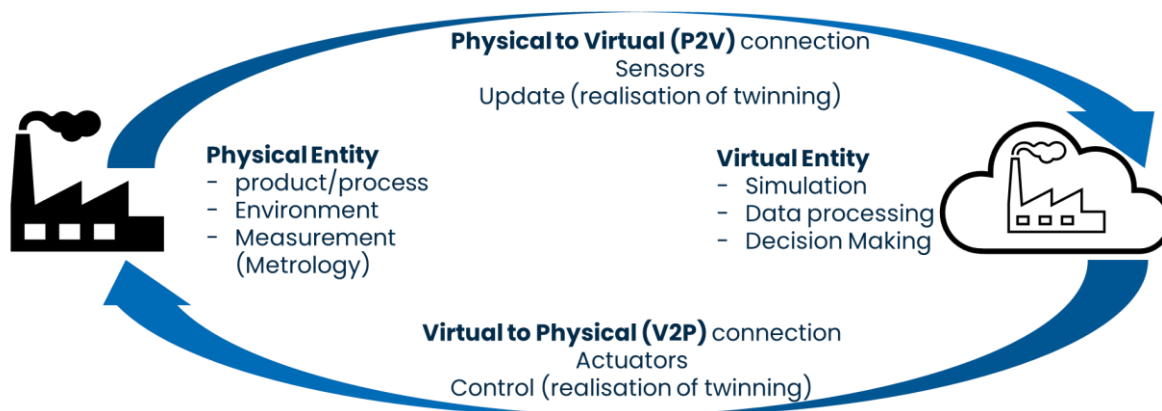 Physical to Virtual (P2V) connection
Sensors
Update (realisation of twinning)
Physical Entity
- product/process
- Environment
- Measurement
(Metrology)
Virtual Entity
- Simulation
- Data processing
- Decision Making
Virtual to Physical (V2P) connection
Actuators
Control (realisation of twinning)